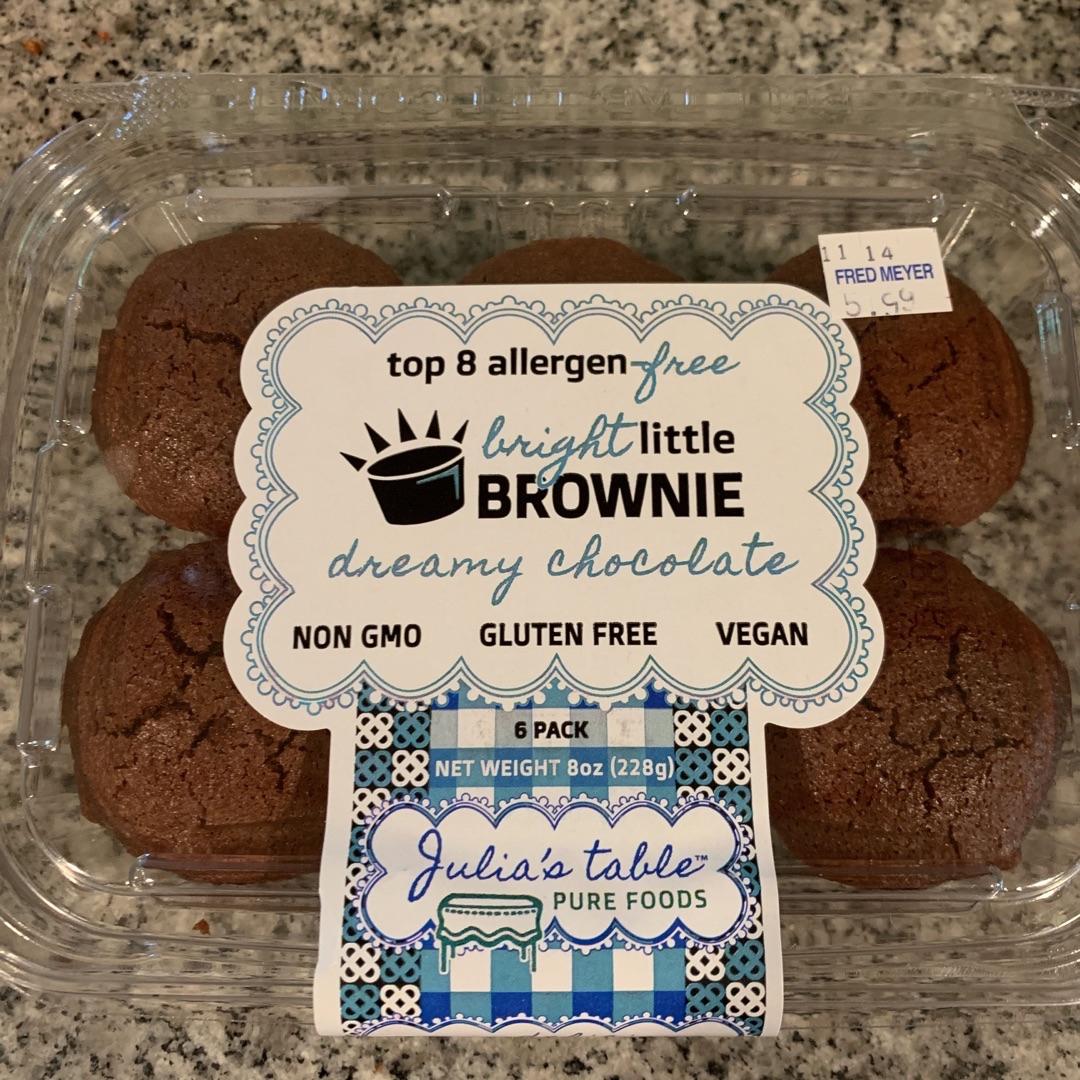 11 14
FRED MEYER
5.99
top 8 allergen-free
bright little
BROWNIE
dreamy chocolate
NON GMO GLUTEN FREE VEGAN
6 PACK
NET WEIGHT 8oz (228g)
Julia's table™
PURE FOODS